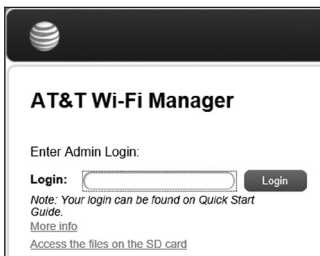 AT&T Wi-Fi Manager
Enter Admin Login:
Login: Login
Note: Your login can be found on Quick Start
Guide.
More info
Access the files on the SD card